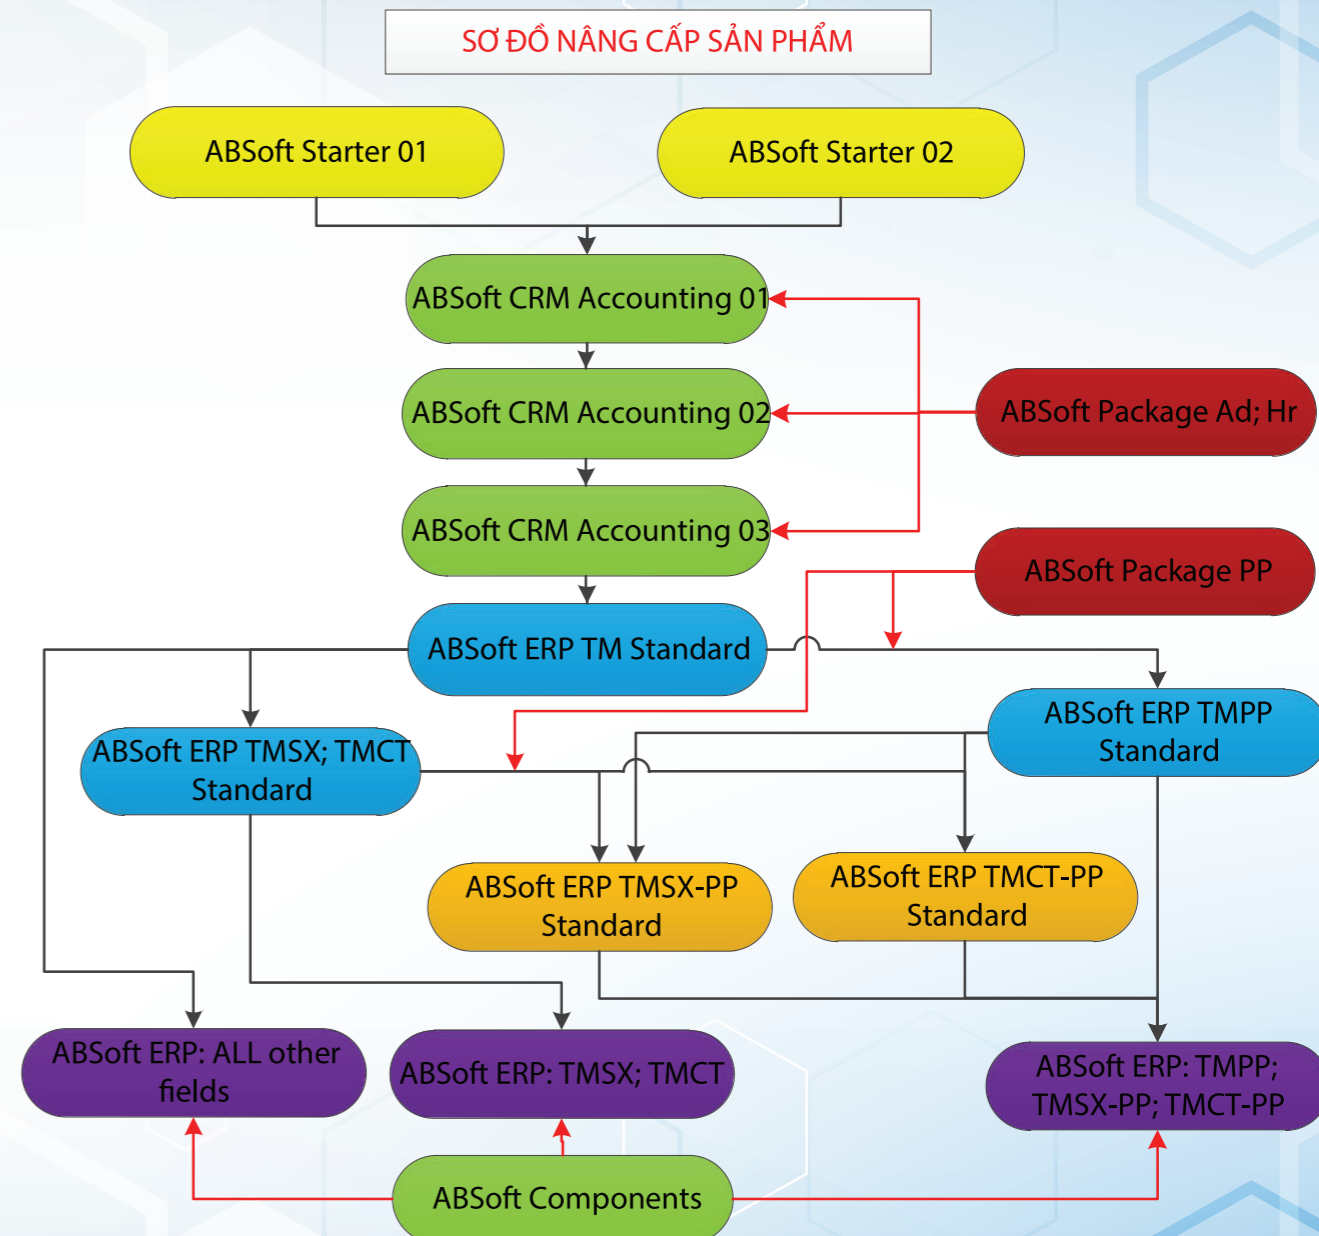 SƠ ĐỒ NÂNG CẤP SẢN PHẨM
ABSoft Starter 01
ABSoft Starter 02
ABSoft CRM Accounting 01
ABSoft CRM Accounting 02
ABSoft Package Ad; Hr
ABSoft CRM Accounting 03
ABSoft Package PP
ABSoft ERP TM Standard
ABSoft ERP TMPP
Standard
ABSoft ERP TMSX; TMCT
Standard
ABSoft ERP TMSX-PP
Standard
ABSoft ERP TMCT-PP
Standard
ABSoft ERP: ALL other
fields
ABSoft ERP: TMSX; TMCT
ABSoft ERP: TMPP;
TMSX-PP; TMCT-PP
ABSoft Components